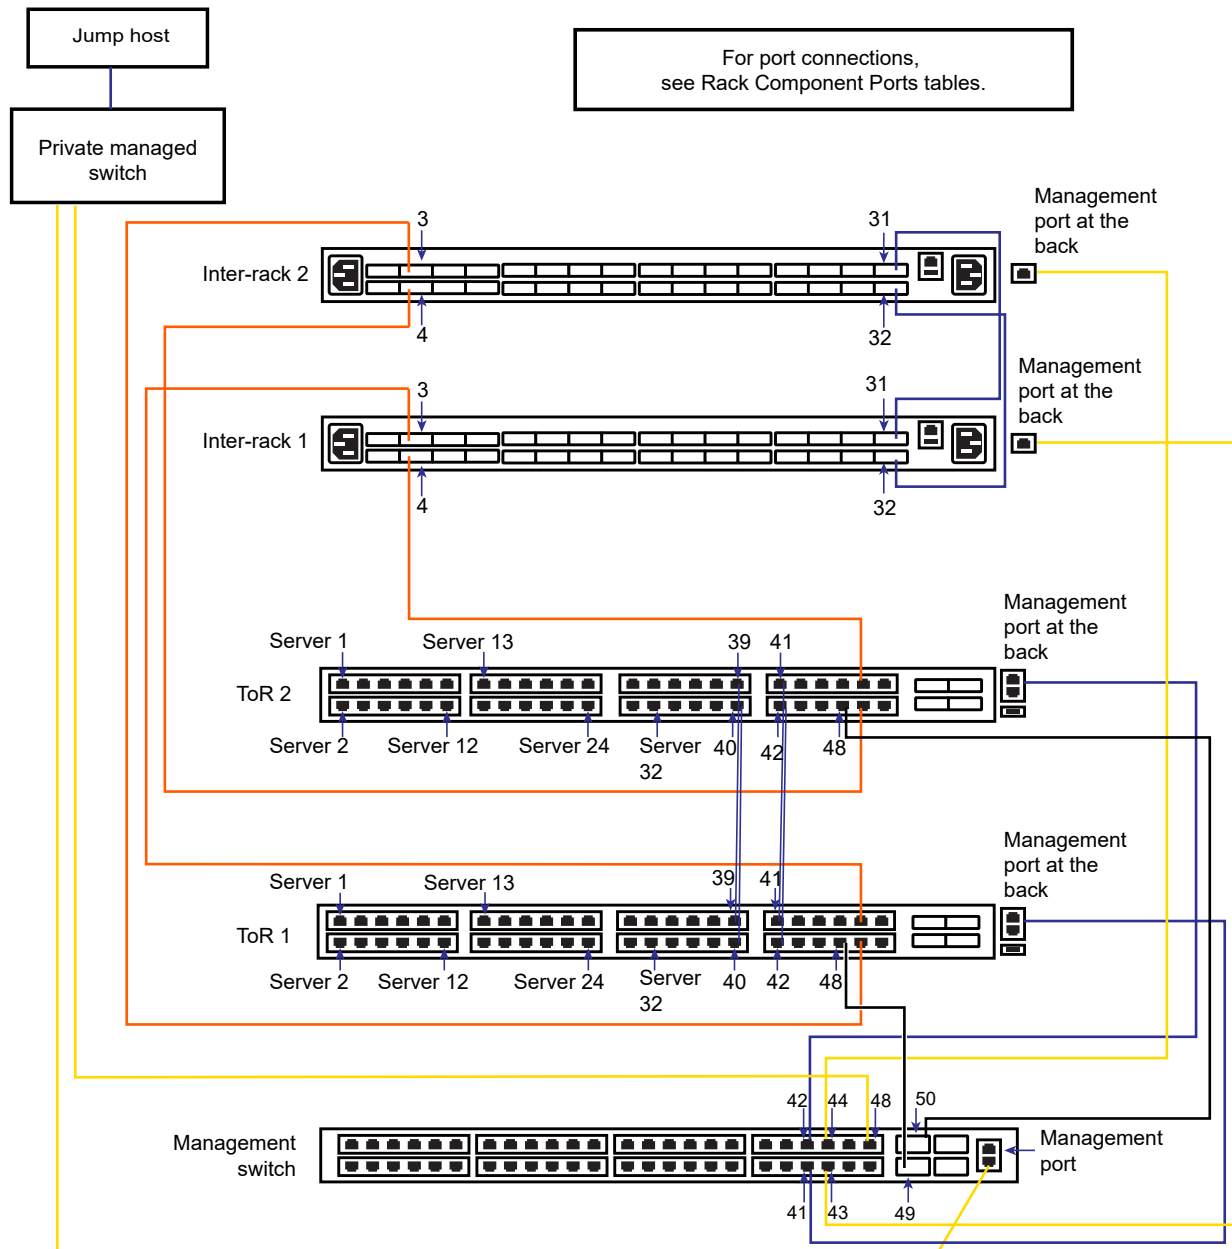 Jump host
For port connections,
see Rack Component Ports tables.
Private managed
switch
Management
port at the
back
3
31
Inter-rack 2
4
32
Management
port at the
back
3
31
Inter-rack 1
4
32
Management
port at the
back
Server 1
Server 13
39
41
ToR 2
Server 2
Server 12
Server 24
Server
32
40
42
48
Management
port at the
back
Server 1
Server 13
39
41
ToR 1
Server 2
Server 12
Server 24
Server
32
40
42
48
42
44
48
50
Management
switch
Management
port
41
43
49